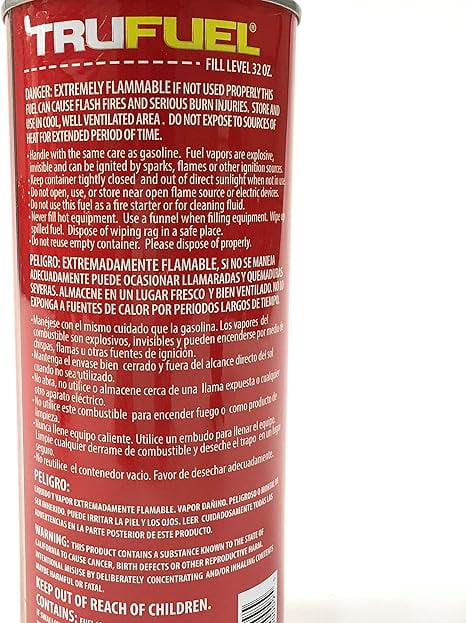 TRUFUEL®
FILL LEVEL 32 OZ.
DANGER: EXTREMELY FLAMMABLE IF NOT USED PROPERLY THIS
FUEL CAN CAUSE FLASH FIRES AND SERIOUS BURN INJURIES. STORE AND
USE IN COOL, WELL VENTILATED AREA . DO NOT EXPOSE TO SOURCES OF
HEAT FOR EXTENDED PERIOD OF TIME.
•Handle with the same care as gasoline. Fuel vapors are explosive,
invisible and can be ignited by sparks, flames or other ignition sources.
•Keep container tightly closed and out of direct sunlight when not in use.
•Do not open, use, or store near open flame source or electric devices.
•Do not use this fuel as a fire starter or for cleaning fluid.
•Never fill hot equipment. Use a funnel when filling equipment. Wipe up
spilled fuel. Dispose of wiping rag in a safe place.
•Do not reuse empty container. Please dispose of properly.
PELIGRO: EXTREMADAMENTE FLAMABLE, SI NO SE MANEJA
ADECUADAMENTE PUEDE OCASIONAR LLAMARADAS Y QUEMADURAS
SEVERAS. ALMACENE EN UN LUGAR FRESCO Y BIEN VENTILADO. NO LO
EXPONGA A FUENTES DE CALOR POR PERIODOS LARGOS DE TIEMPO.
•Manéjese con el mismo cuidado que la gasolina. Los vapores del
combustible son explosivos, invisibles y pueden encenderse por medio de
chispas, flamas u otras fuentes de ignición.
•Mantenga el envase bien cerrado y fuera del alcance directo del sol
cuando no sea utilizado.
•No abra, no utilice o almacene cerca de una llama expuesta o cualquier
otro aparato eléctrico.
•No utilice este combustible para encender fuego o como producto de
limpieza.
•Nunca llene equipo caliente. Utilice un embudo para llenar el equipo.
Limpie cualquier derrame de combustible y deseche el trapo en un lugar
seguro.
•No reutilice el contenedor vacio. Favor de desechar adecuadamente.
PELIGRO:
LIQUIDO Y VAPOR EXTREMADAMENTE FLAMABLE. VAPOR DAÑINO. PELIGROSO O MORTAL DE
SER INHERIDO. PUEDE IRRITAR LA PIEL Y LOS OJOS. LEER CUIDADOSAMENTE TODAS LAS
ADVERTENCIAS EN LA PARTE POSTERIOR DE ESTE PRODUCTO.
WARNING: THIS PRODUCT CONTAINS A SUBSTANCE KNOWN TO THE STATE OF
CALIFORNIA TO CAUSE CANCER, BIRTH DEFECTS OR OTHER REPRODUCTIVE HARM.
INTENTIONAL MISUSE BY DELIBERATELY CONCENTRATING AND/OR INHALING CONTENTS
MAYBE HARMFUL OR FATAL.
KEEP OUT OF REACH OF CHILDREN.
CONTAINS: FUEL
IF SWALLOW